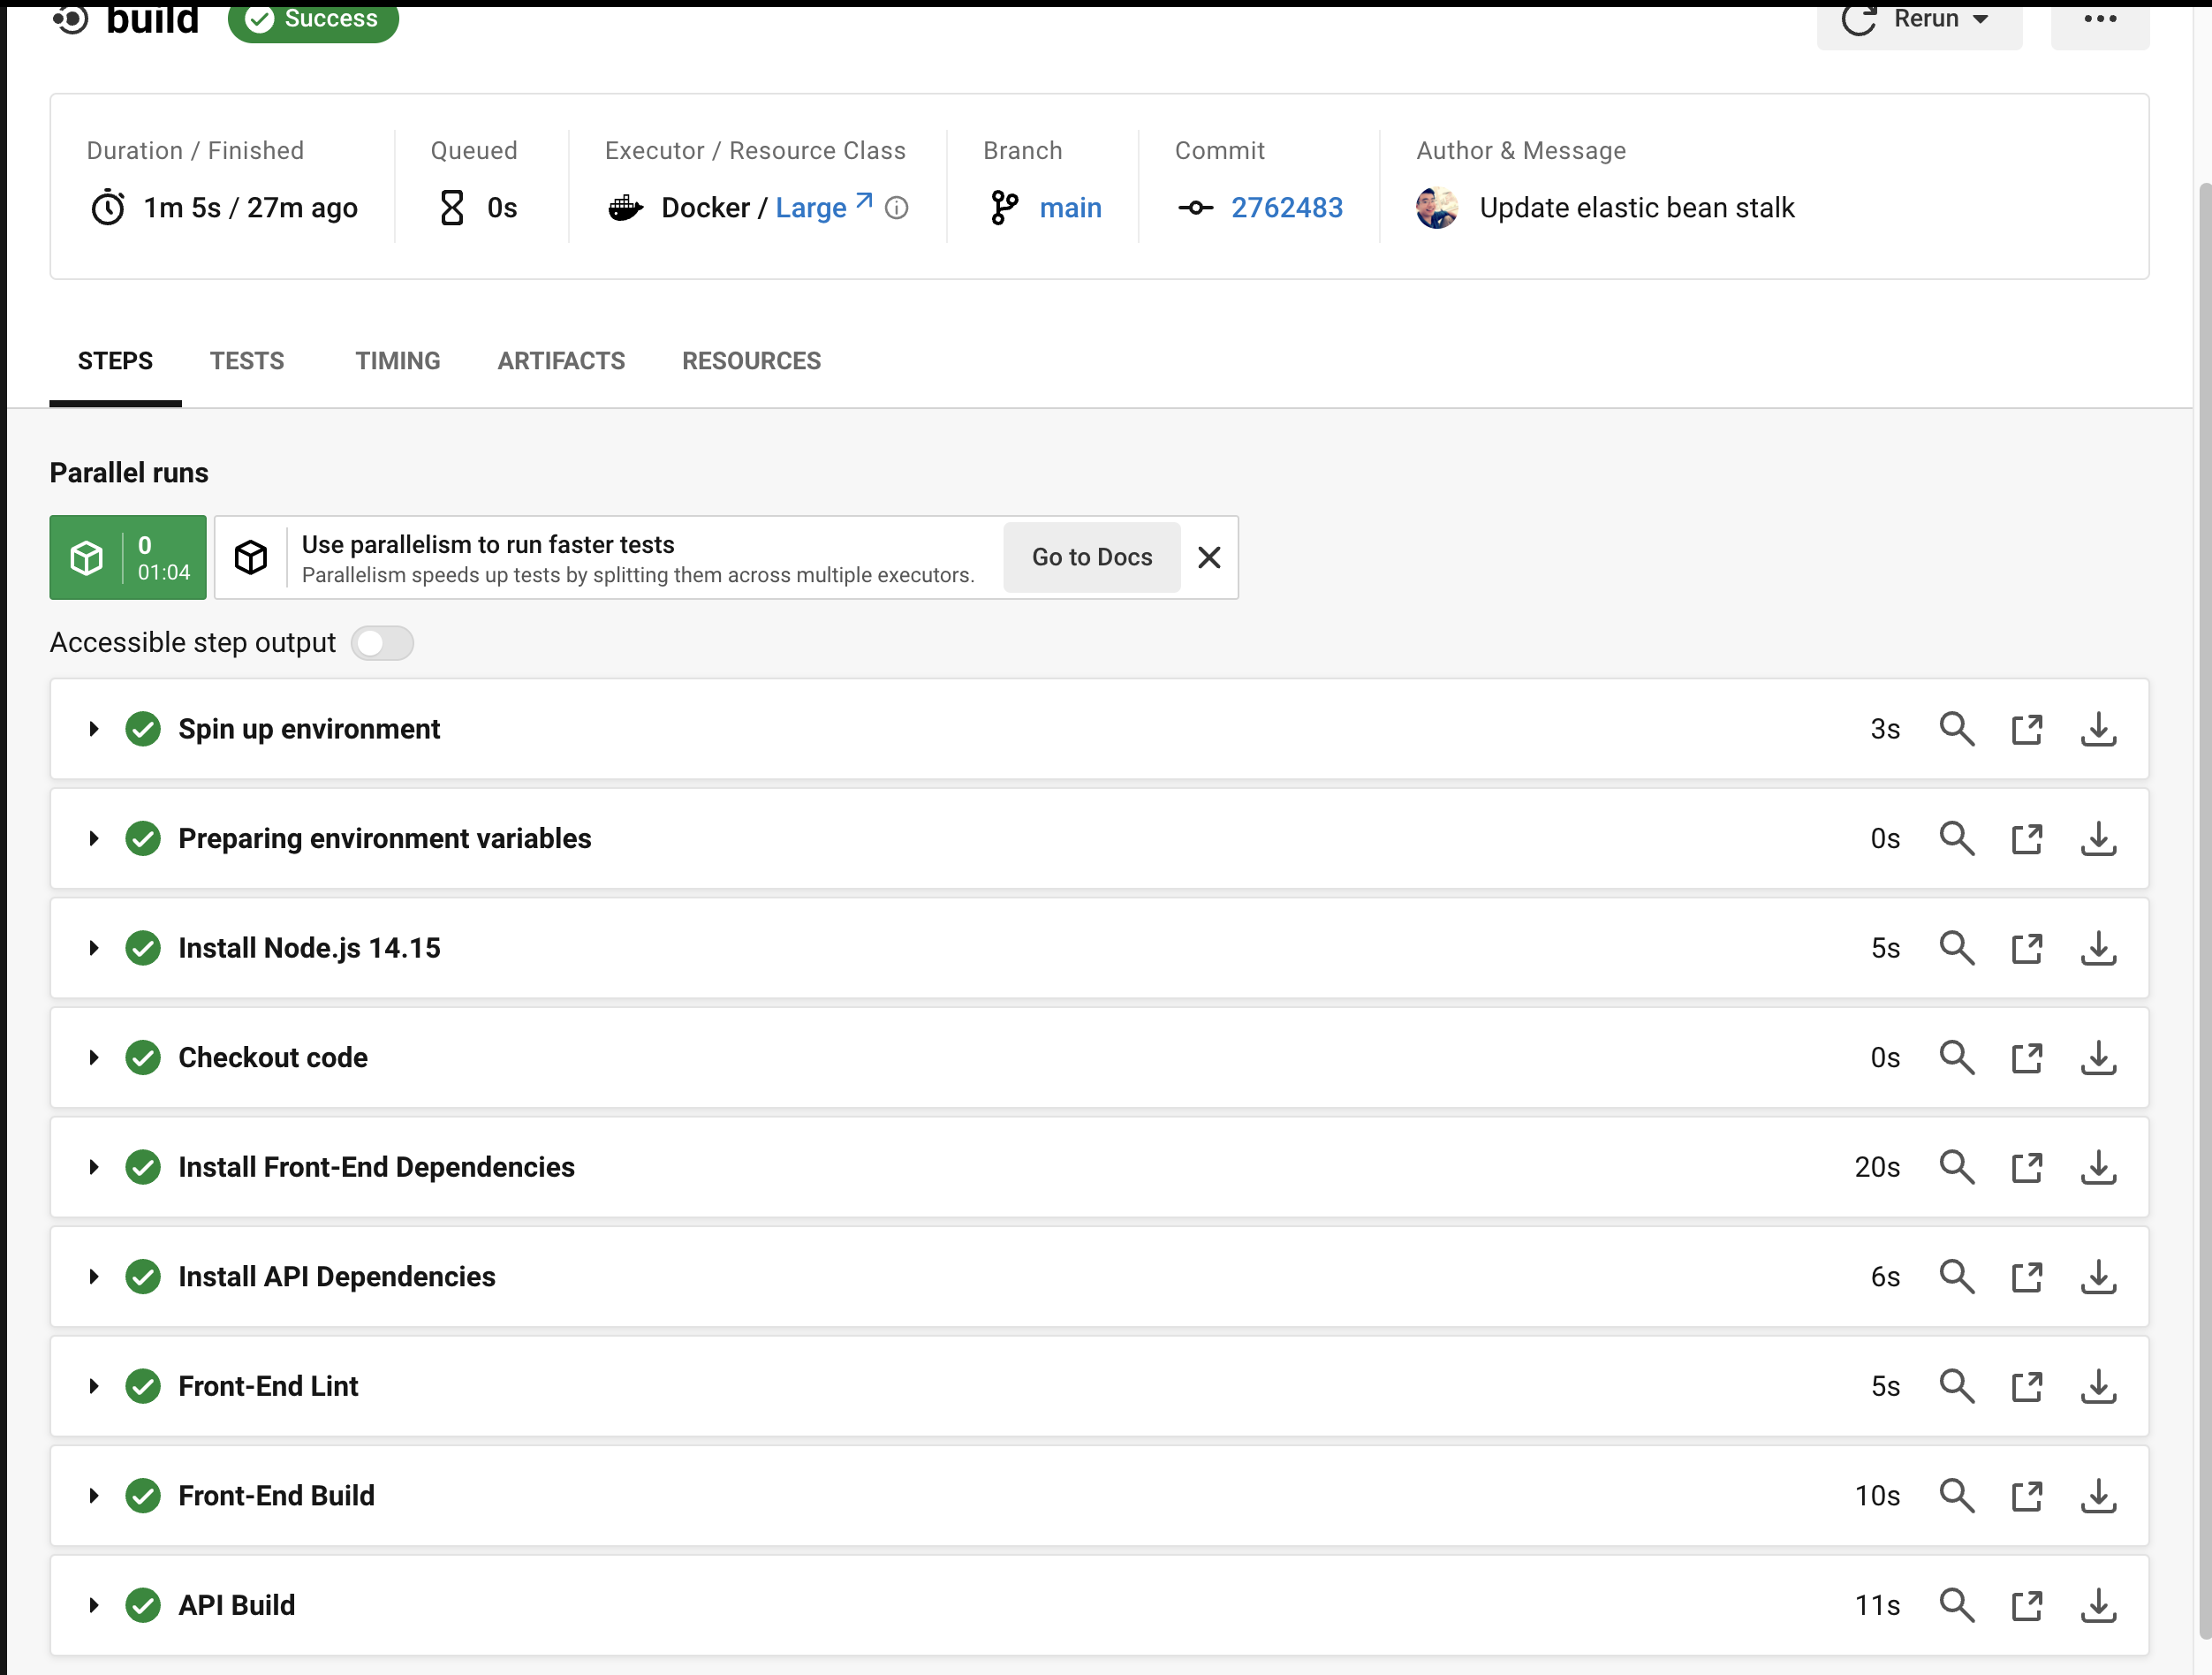 build Success Rerun
Duration / Finished Queued Executor / Resource Class Branch Commit Author & Message
1m 5s / 27m ago 0s Docker / Large main 2762483 Update elastic bean stalk
STEPS TESTS TIMING ARTIFACTS RESOURCES
Parallel runs
0
01:04
Use parallelism to run faster tests
Parallelism speeds up tests by splitting them across multiple executors.
Go to Docs
Accessible step output
Spin up environment 3s
Preparing environment variables 0s
Install Node.js 14.15 5s
Checkout code 0s
Install Front-End Dependencies 20s
Install API Dependencies 6s
Front-End Lint 5s
Front-End Build 10s
API Build 11s